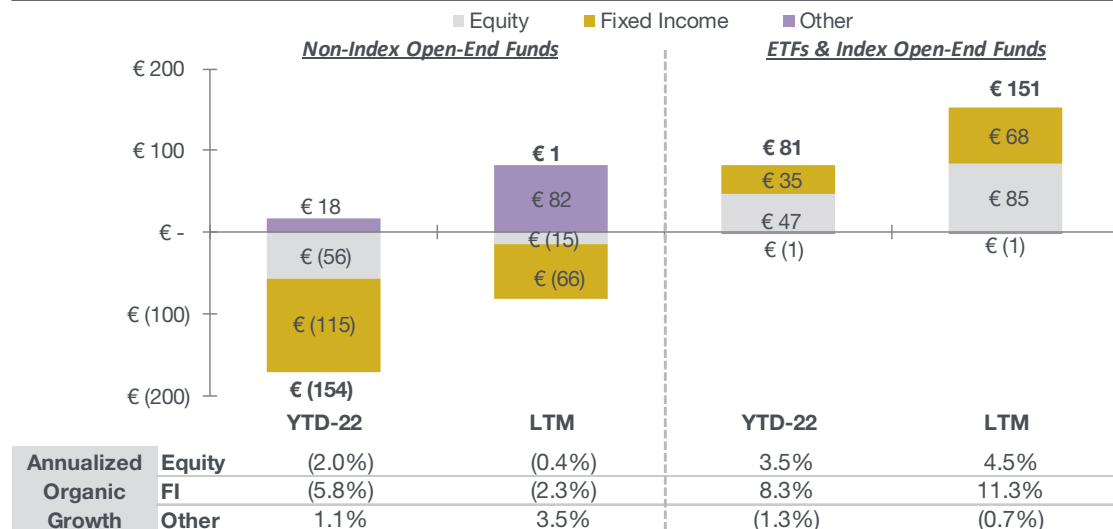 Equity Fixed Income Other
Non-Index Open-End Funds ETFs & Index Open-End Funds
€ 200
€ 151
€ 100 € 1 € 81 € 68
€ 18 € 82 € 35 € 85
€ 47
€ -
€ (56) € (15) € (1) € (1)
€ (66)
€ (100) € (115)
€ (200) € (154)
YTD-22 LTM YTD-22 LTM
Annualized Equity (2.0%) (0.4%) 3.5% 4.5%
Organic FI (5.8%) (2.3%) 8.3% 11.3%
Growth Other 1.1% 3.5% (1.3%) (0.7%)